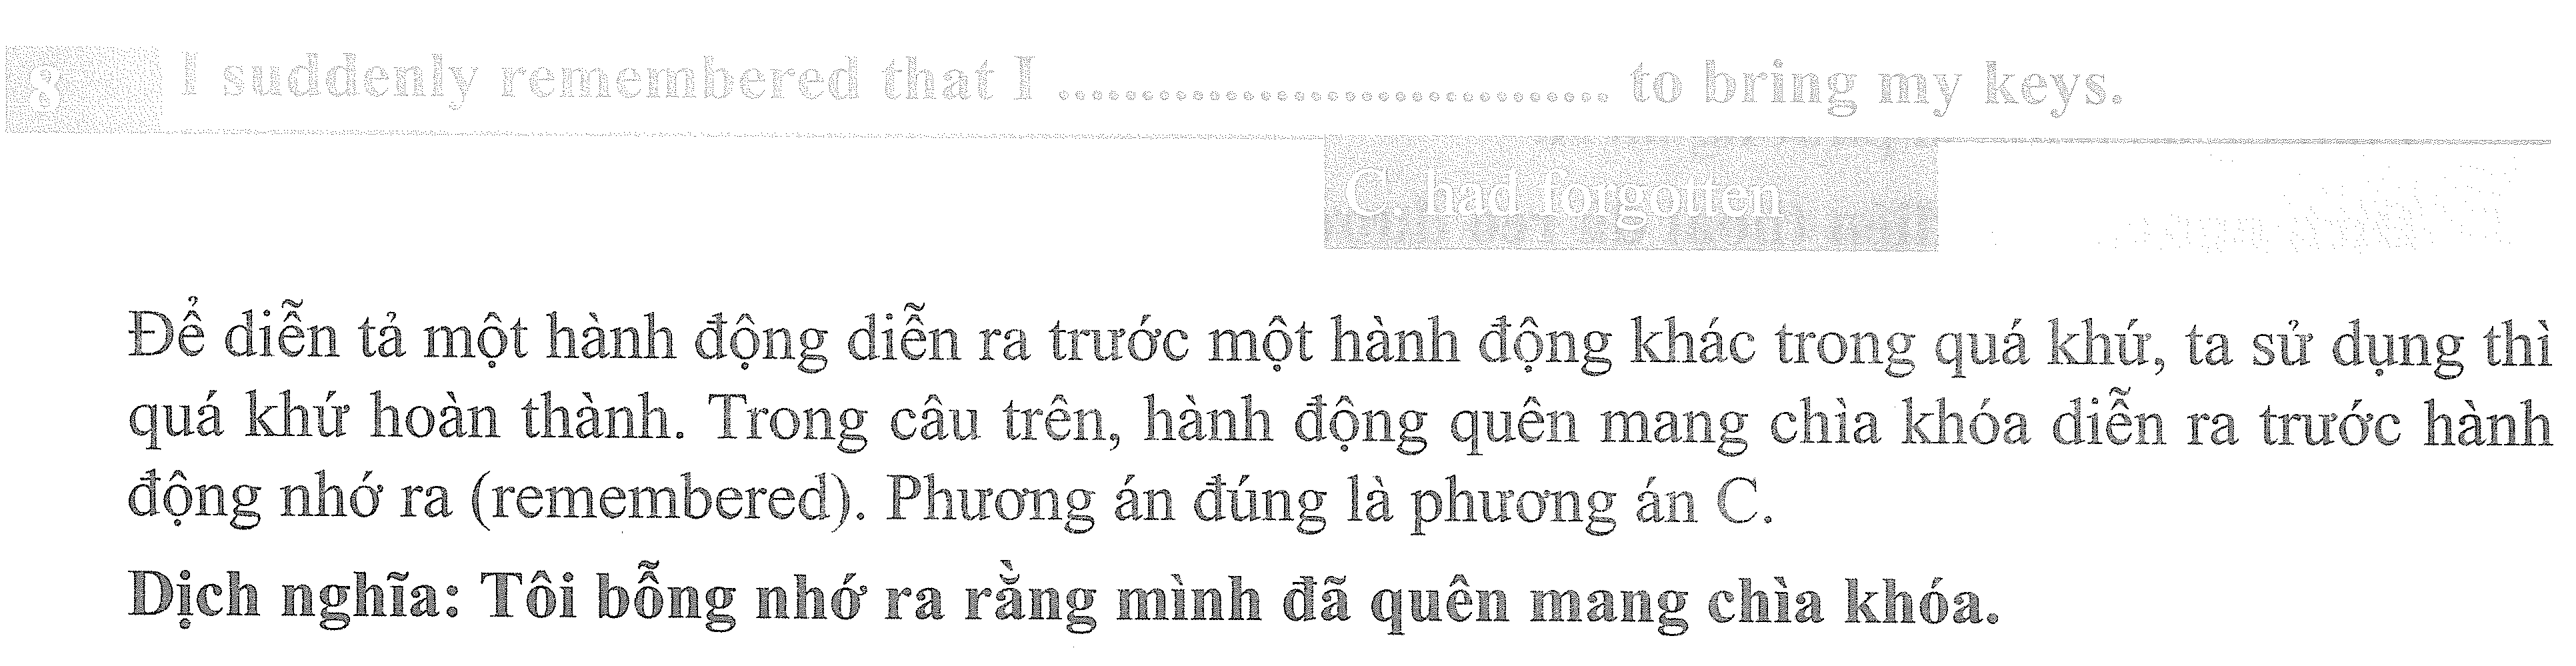 8 I suddenly remembered that I ................................. to bring my keys.
C. had forgotten
Để diễn tả một hành động diễn ra trước một hành động khác trong quá khứ, ta sử dụng thì
quá khứ hoàn thành. Trong câu trên, hành động quên mang chìa khóa diễn ra trước hành
động nhớ ra (remembered). Phương án đúng là phương án C.
Dịch nghĩa: Tôi bỗng nhớ ra rằng mình đã quên mang chìa khóa.